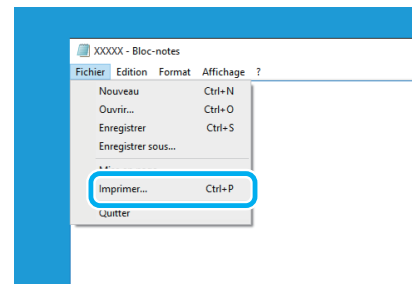 XXXXX - Bloc-notes
Fichier Edition Format Affichage ?
Nouveau Ctrl+N
Ouvrir... Ctrl+O
Enregistrer Ctrl+S
Enregistrer sous...
Imprimer... Ctrl+P
Quitter